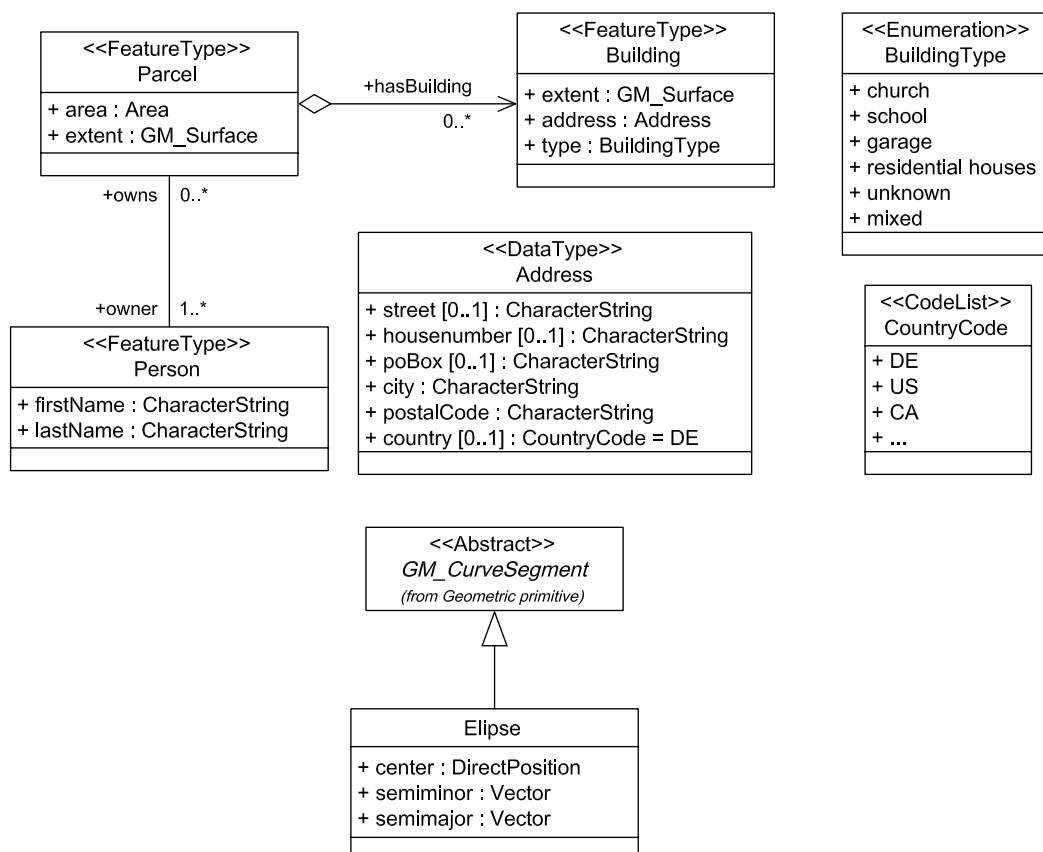 <<FeatureType>>
Parcel
+ area : Area
+ extent : GM_Surface
+hasBuilding
0..*
<<FeatureType>>
Building
+ extent : GM_Surface
+ address : Address
+ type : BuildingType
<<Enumeration>>
BuildingType
+ church
+ school
+ garage
+ residential houses
+ unknown
+ mixed
+owns 0..*
+owner 1..*
<<FeatureType>>
Person
+ firstName : CharacterString
+ lastName : CharacterString
<<DataType>>
Address
+ street [0..1] : CharacterString
+ housenumber [0..1] : CharacterString
+ poBox [0..1] : CharacterString
+ city : CharacterString
+ postalCode : CharacterString
+ country [0..1] : CountryCode = DE
<<CodeList>>
CountryCode
+ DE
+ US
+ CA
+ ...
<<Abstract>>
GM_CurveSegment
(from Geometric primitive)
Elipse
+ center : DirectPosition
+ semiminor : Vector
+ semimajor : Vector